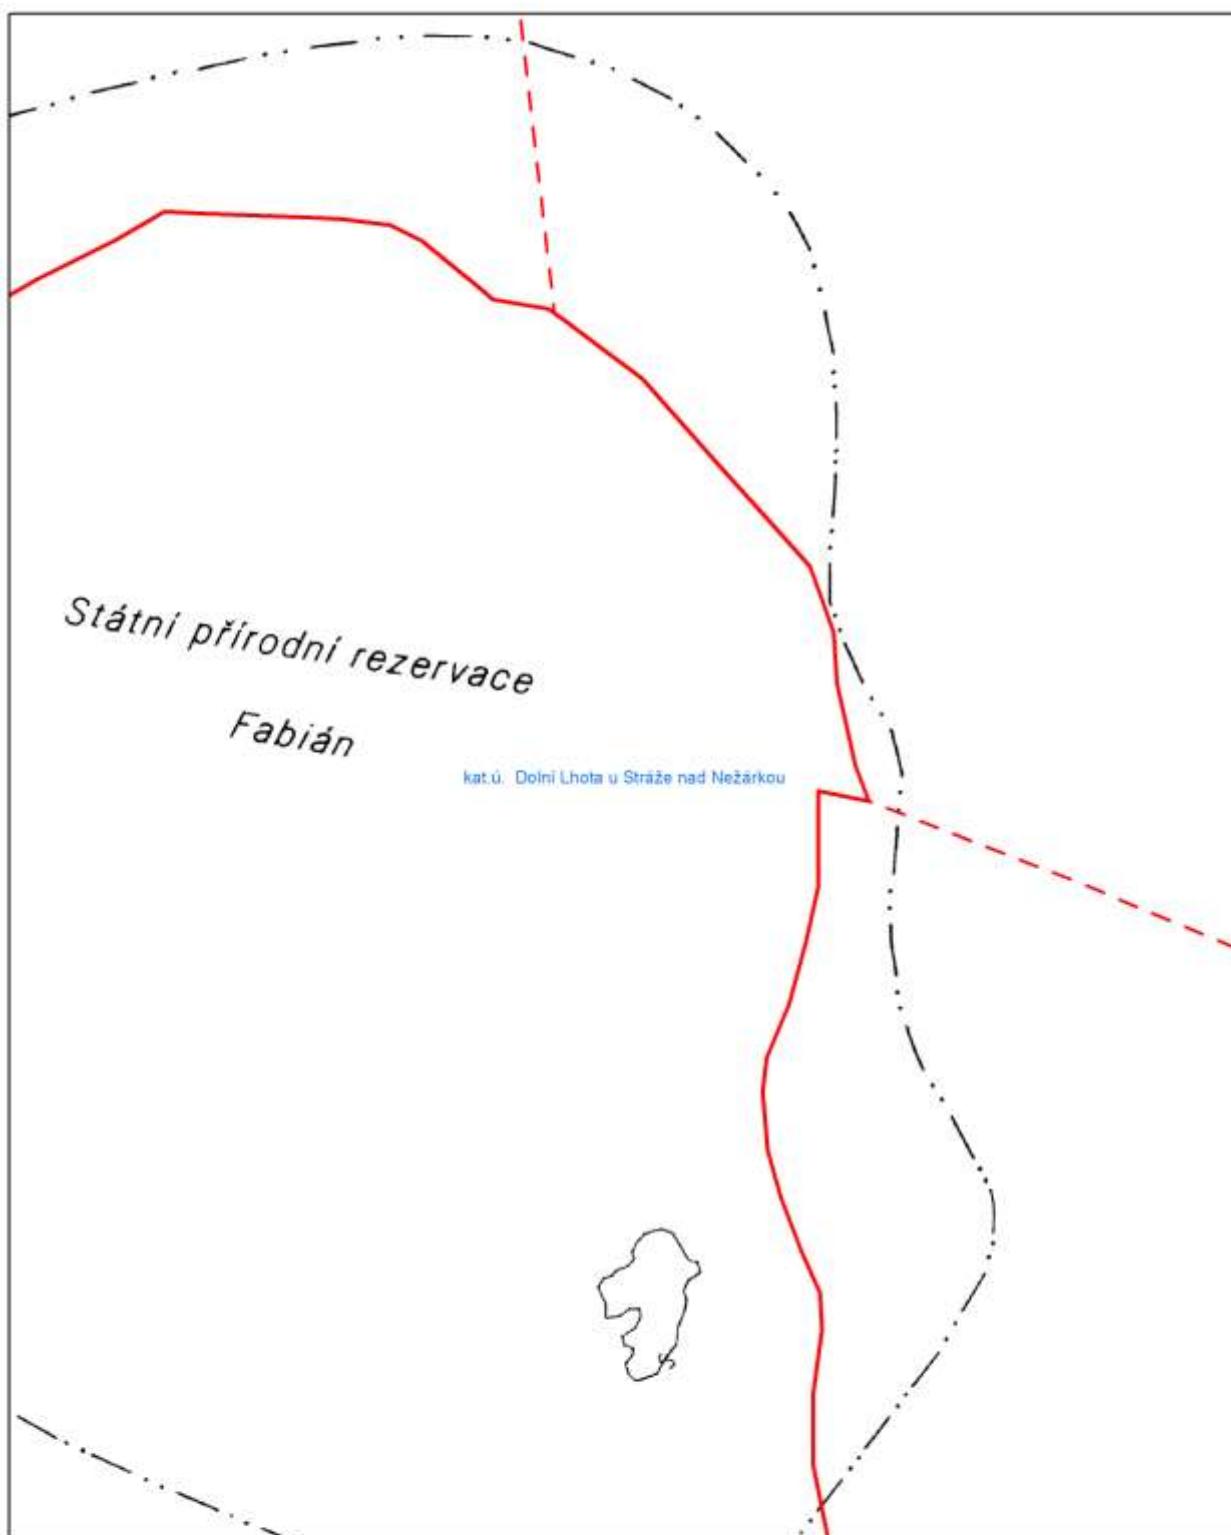 Státní přírodní rezervace
Fabián
kat.ú. Dolní Lhota u Stráže nad Nežárkou